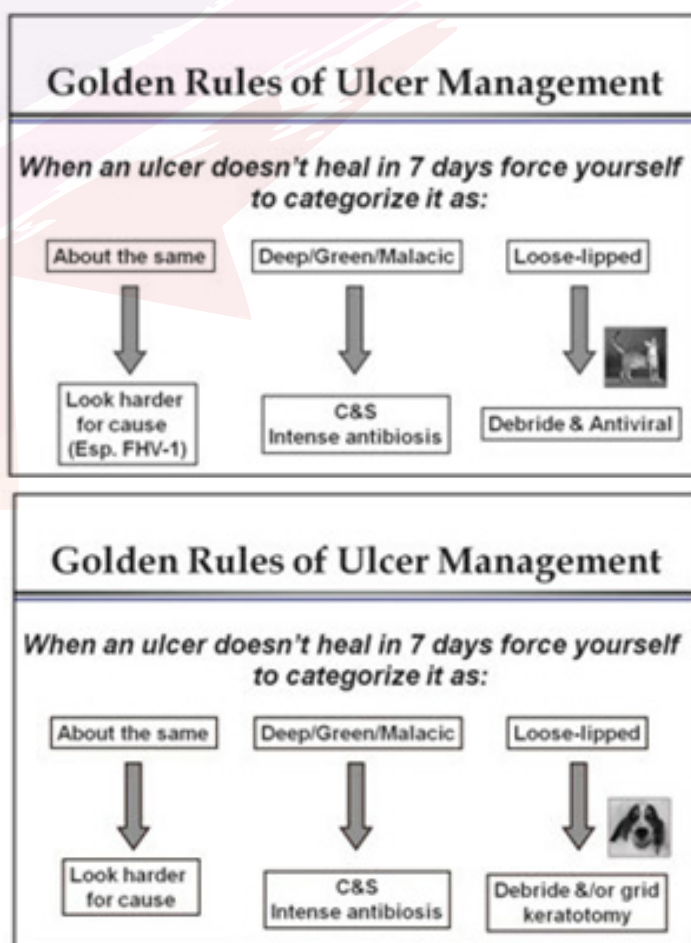 Golden Rules of Ulcer Management
When an ulcer doesn't heal in 7 days force yourself
to categorize it as:
About the same
Deep/Green/Malacic
Loose-lipped
Look harder
for cause
(Esp. FHV-1)
C&S
Intense antibiosis
Debride & Antiviral
Golden Rules of Ulcer Management
When an ulcer doesn't heal in 7 days force yourself
to categorize it as:
About the same
Deep/Green/Malacic
Loose-lipped
Look harder
for cause
C&S
Intense antibiosis
Debride &/or grid
keratotomy